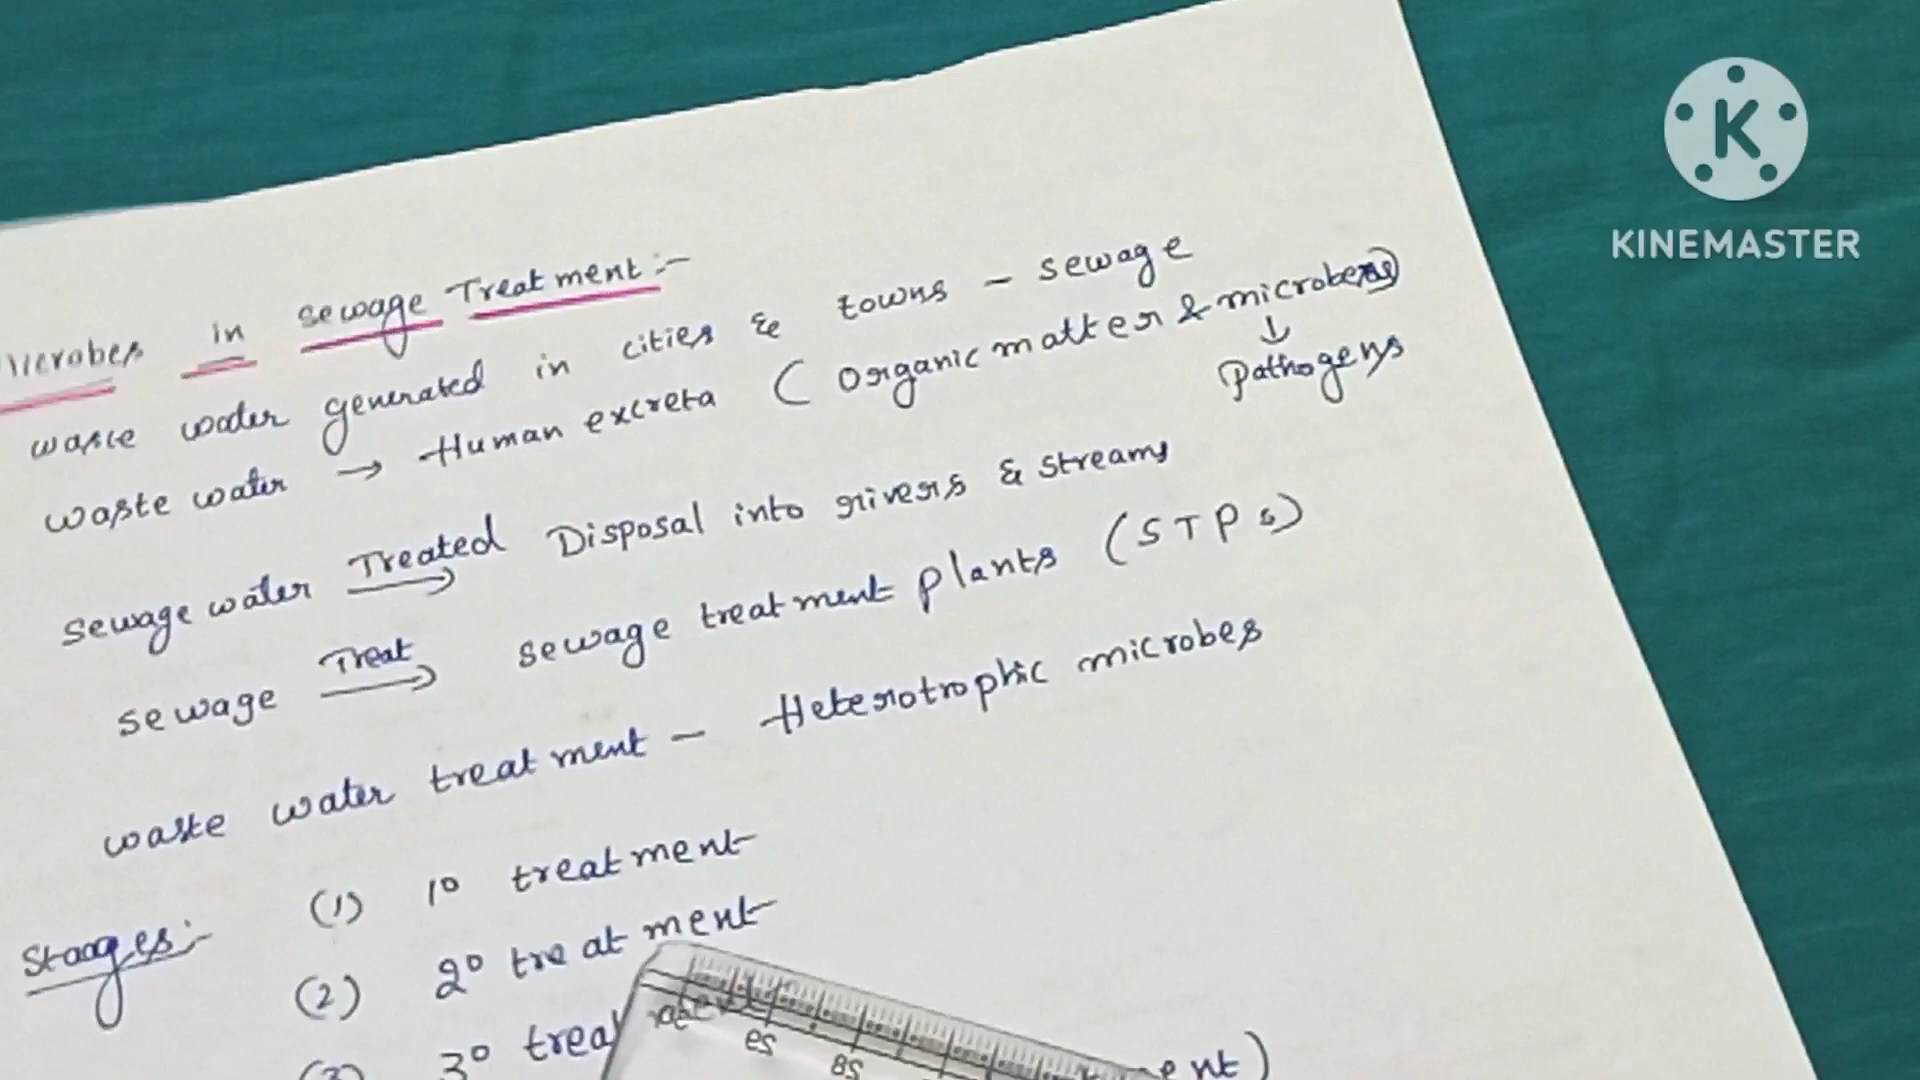 Microbes in sewage Treatment :-
waste water generated in cities & towns - sewage
waste water → Human excreta ( organic matter & microbes)
↓
Pathogens
sewage water Treated → Disposal into rivers & streams
sewage Treat → sewage treatment plants (STPs)
waste water treatment - Heterotrophic microbes
Stages:- (1) 1° treatment
(2) 2° treatment
(3) 3° treatment
K
KINEMASTER